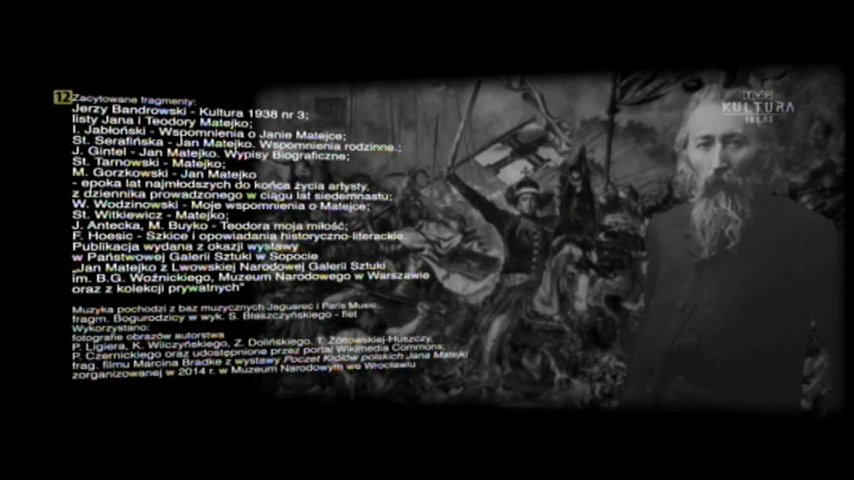 12
Zacytowane fragmenty:
Jerzy Bandrowski - Kultura 1938 nr 3;
listy Jana i Teodory Matejko;
I. Jabłoński - Wspomnienia o Janie Matejce;
St. Serafińska - Jan Matejko. Wspomnienia rodzinne.;
J. Gintel - Jan Matejko. Wypisy Biograficzne;
St. Tarnowski - Matejko;
M. Gorzkowski - Jan Matejko
- epoka lat najmłodszych do końca życia artysty,
z dziennika prowadzonego w ciągu lat siedemnastu;
W. Wodzinowski - Moje wspomnienia o Matejce;
St. Witkiewicz - Matejko;
J. Antecka, M. Buyko - Teodora moja miłość;
F. Hoesic - Szkice i opowiadania historyczno-literackie
Publikacja wydana z okazji wystawy
w Państwowej Galerii Sztuki w Sopocie
„Jan Matejko z Lwowskiej Narodowej Galerii Sztuki
im. B.G. Woźnickiego, Muzeum Narodowego w Warszawie
oraz z kolekcji prywatnych"
Muzyka pochodzi z baz muzycznych Jaguarec i Paris Music
fragm. Bogurodzicy w wyk. S. Błaszczyńskiego - flet
Wykorzystano:
fotografie obrazów autorstwa
P. Ligiera, K. Wilczyńskiego, Z. Dolińskiego, T. Żółtowskiej-Huszczy,
P. Czernickiego oraz udostępnione przez portal Wikimedia Commons;
frag. filmu Marcina Bradke z wystawy Poczet Królów polskich Jana Matejki
zorganizowanej w 2014 r. w Muzeum Narodowym we Wrocławiu
TVP
KULTURA
15 LAT